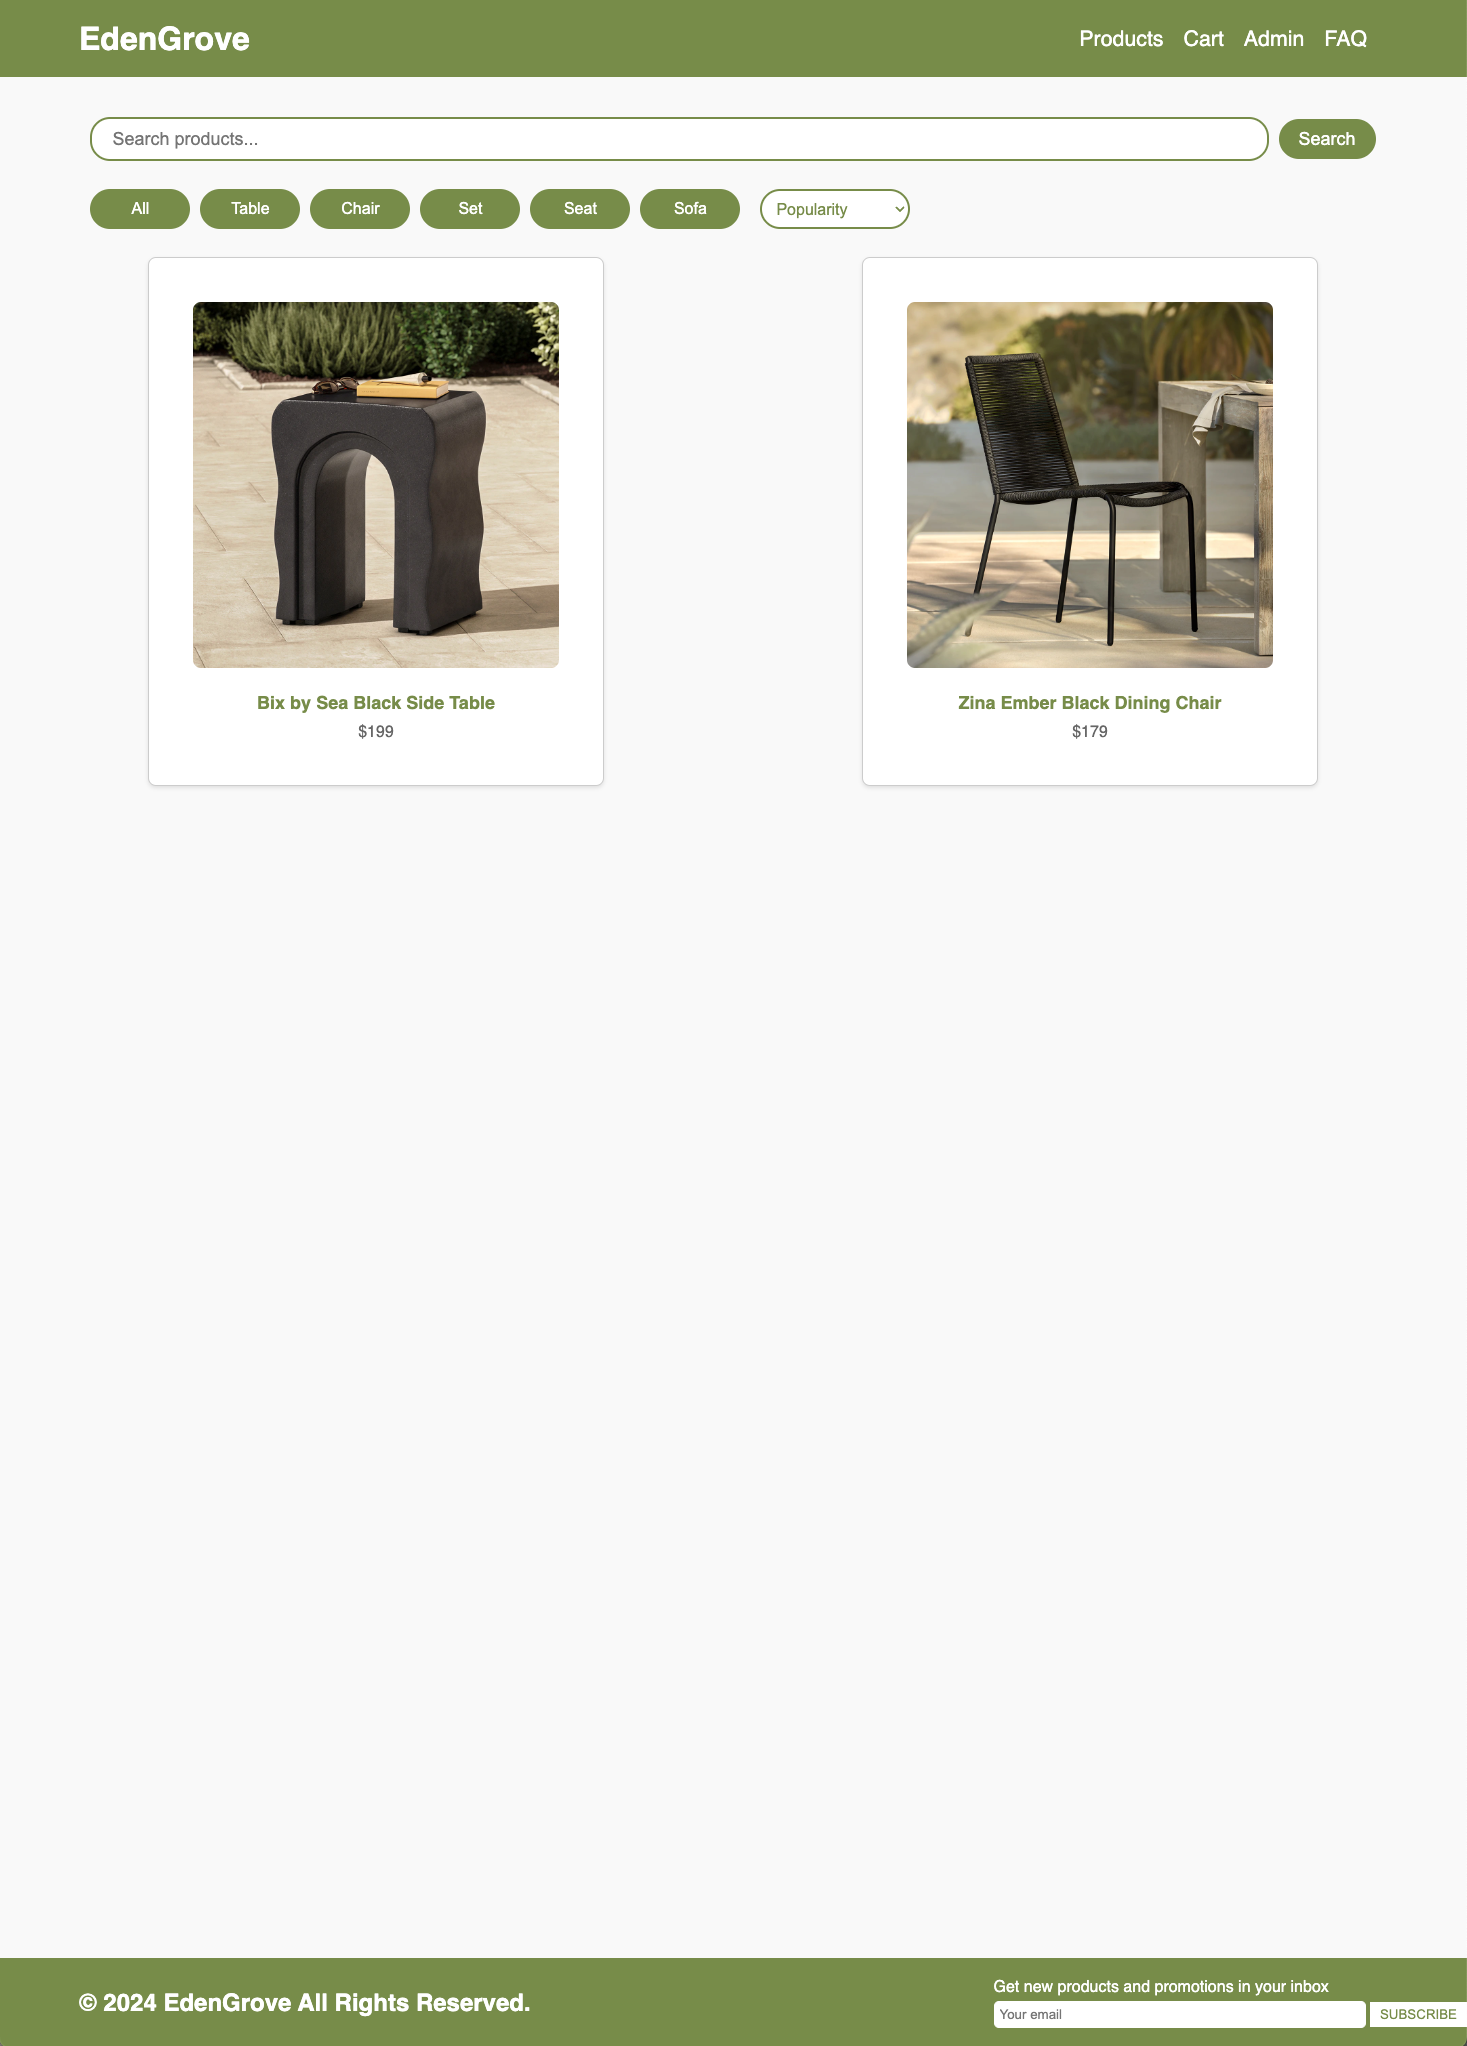 EdenGrove
Products Cart Admin FAQ
Search products...
Search
All Table Chair Set Seat Sofa Popularity
Bix by Sea Black Side Table
$199
Zina Ember Black Dining Chair
$179
© 2024 EdenGrove All Rights Reserved.
Get new products and promotions in your inbox
Your email
SUBSCRIBE